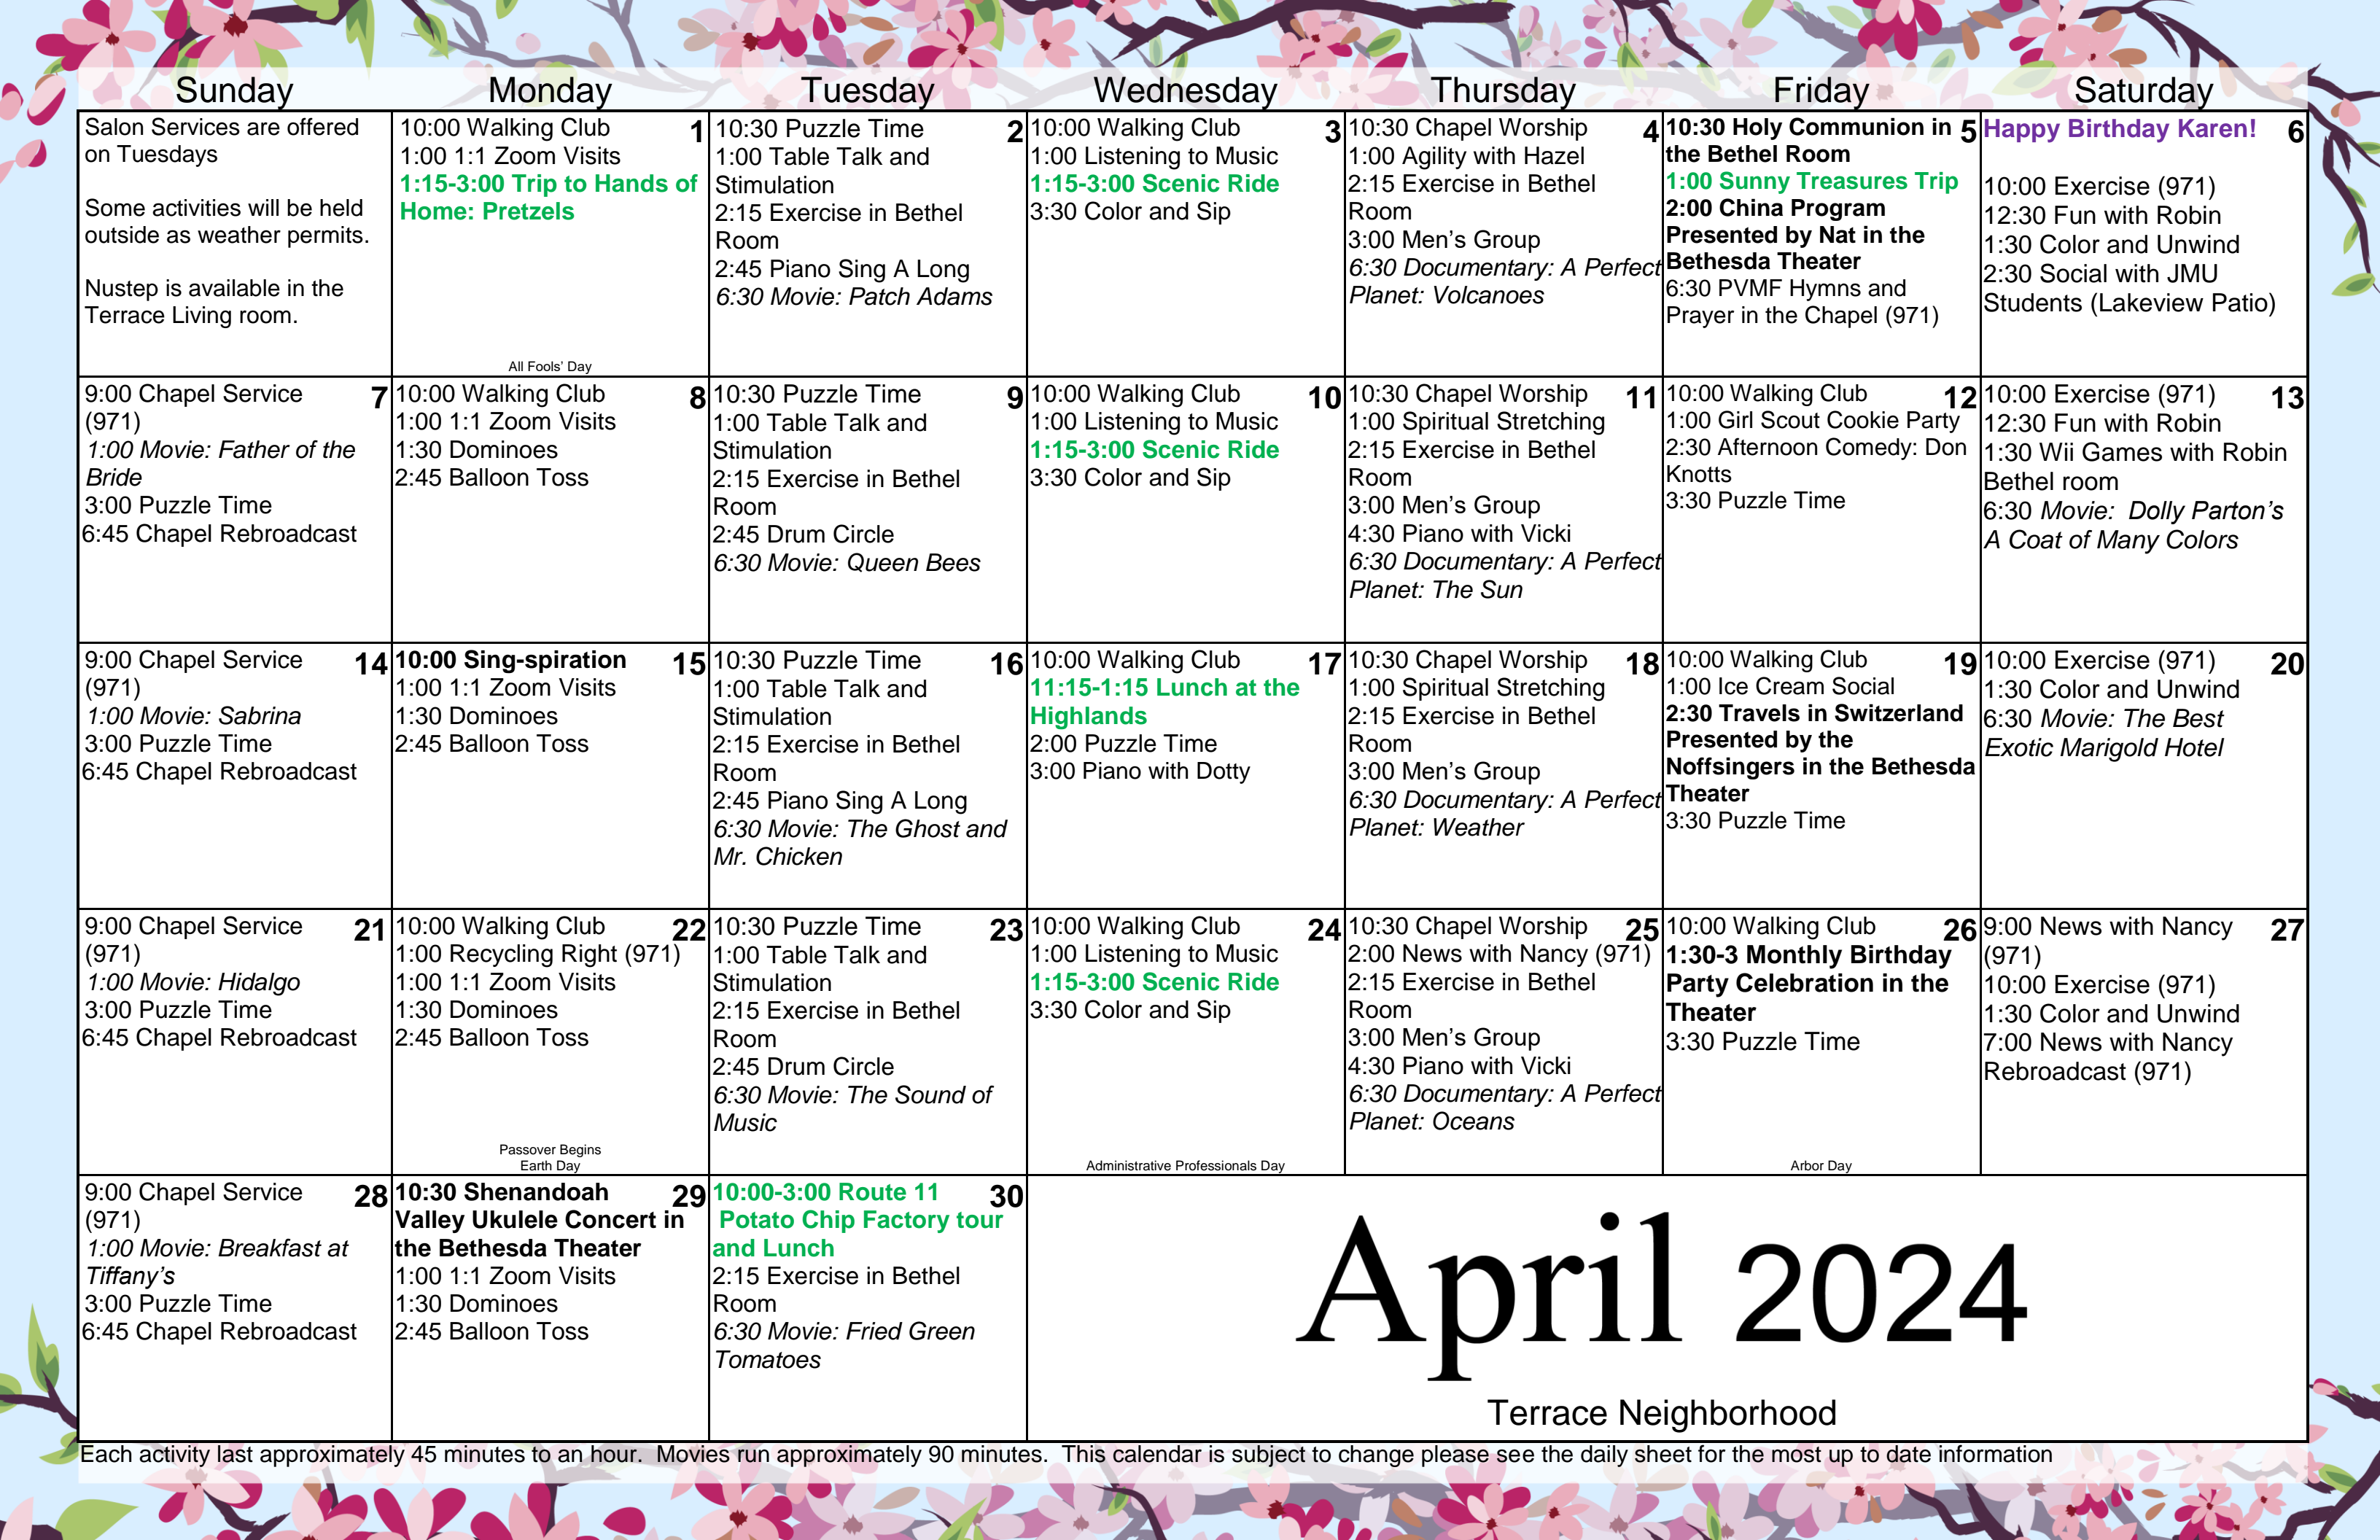 Sunday Monday Tuesday Wednesday Thursday Friday Saturday
Salon Services are offered
on Tuesdays
Some activities will be held
outside as weather permits.
Nustep is available in the
Terrace Living room.
1
10:00 Walking Club
1:00 1:1 Zoom Visits
1:15-3:00 Trip to Hands of
Home: Pretzels
All Fools' Day
2
10:30 Puzzle Time
1:00 Table Talk and
Stimulation
2:15 Exercise in Bethel
Room
2:45 Piano Sing A Long
6:30 Movie: Patch Adams
3
10:00 Walking Club
1:00 Listening to Music
1:15-3:00 Scenic Ride
3:30 Color and Sip
4
10:30 Chapel Worship
1:00 Agility with Hazel
2:15 Exercise in Bethel
Room
3:00 Men's Group
6:30 Documentary: A Perfect
Planet: Volcanoes
5
10:30 Holy Communion in
the Bethel Room
1:00 Sunny Treasures Trip
2:00 China Program
Presented by Nat in the
Bethesda Theater
6:30 PVMF Hymns and
Prayer in the Chapel (971)
6
Happy Birthday Karen!
10:00 Exercise (971)
12:30 Fun with Robin
1:30 Color and Unwind
2:30 Social with JMU
Students (Lakeview Patio)
7
9:00 Chapel Service
(971)
1:00 Movie: Father of the
Bride
3:00 Puzzle Time
6:45 Chapel Rebroadcast
8
10:00 Walking Club
1:00 1:1 Zoom Visits
1:30 Dominoes
2:45 Balloon Toss
9
10:30 Puzzle Time
1:00 Table Talk and
Stimulation
2:15 Exercise in Bethel
Room
2:45 Drum Circle
6:30 Movie: Queen Bees
10
10:00 Walking Club
1:00 Listening to Music
1:15-3:00 Scenic Ride
3:30 Color and Sip
11
10:30 Chapel Worship
1:00 Spiritual Stretching
2:15 Exercise in Bethel
Room
3:00 Men's Group
4:30 Piano with Vicki
6:30 Documentary: A Perfect
Planet: The Sun
12
10:00 Walking Club
1:00 Girl Scout Cookie Party
2:30 Afternoon Comedy: Don
Knotts
3:30 Puzzle Time
13
10:00 Exercise (971)
12:30 Fun with Robin
1:30 Wii Games with Robin
Bethel room
6:30 Movie: Dolly Parton's
A Coat of Many Colors
14
9:00 Chapel Service
(971)
1:00 Movie: Sabrina
3:00 Puzzle Time
6:45 Chapel Rebroadcast
15
10:00 Sing-spiration
1:00 1:1 Zoom Visits
1:30 Dominoes
2:45 Balloon Toss
16
10:30 Puzzle Time
1:00 Table Talk and
Stimulation
2:15 Exercise in Bethel
Room
2:45 Piano Sing A Long
6:30 Movie: The Ghost and
Mr. Chicken
17
10:00 Walking Club
11:15-1:15 Lunch at the
Highlands
2:00 Puzzle Time
3:00 Piano with Dotty
18
10:30 Chapel Worship
1:00 Spiritual Stretching
2:15 Exercise in Bethel
Room
3:00 Men's Group
6:30 Documentary: A Perfect
Planet: Weather
19
10:00 Walking Club
1:00 Ice Cream Social
2:30 Travels in Switzerland
Presented by the
Noffsingers in the Bethesda
Theater
3:30 Puzzle Time
20
10:00 Exercise (971)
1:30 Color and Unwind
6:30 Movie: The Best
Exotic Marigold Hotel
21
9:00 Chapel Service
(971)
1:00 Movie: Hidalgo
3:00 Puzzle Time
6:45 Chapel Rebroadcast
22
10:00 Walking Club
1:00 Recycling Right (971)
1:00 1:1 Zoom Visits
1:30 Dominoes
2:45 Balloon Toss
Passover Begins
Earth Day
23
10:30 Puzzle Time
1:00 Table Talk and
Stimulation
2:15 Exercise in Bethel
Room
2:45 Drum Circle
6:30 Movie: The Sound of
Music
24
10:00 Walking Club
1:00 Listening to Music
1:15-3:00 Scenic Ride
3:30 Color and Sip
Administrative Professionals Day
25
10:30 Chapel Worship
2:00 News with Nancy (971)
2:15 Exercise in Bethel
Room
3:00 Men's Group
4:30 Piano with Vicki
6:30 Documentary: A Perfect
Planet: Oceans
26
10:00 Walking Club
1:30-3 Monthly Birthday
Party Celebration in the
Theater
3:30 Puzzle Time
Arbor Day
27
9:00 News with Nancy
(971)
10:00 Exercise (971)
1:30 Color and Unwind
7:00 News with Nancy
Rebroadcast (971)
28
9:00 Chapel Service
(971)
1:00 Movie: Breakfast at
Tiffany's
3:00 Puzzle Time
6:45 Chapel Rebroadcast
29
10:30 Shenandoah
Valley Ukulele Concert in
the Bethesda Theater
1:00 1:1 Zoom Visits
1:30 Dominoes
2:45 Balloon Toss
30
10:00-3:00 Route 11
Potato Chip Factory tour
and Lunch
2:15 Exercise in Bethel
Room
6:30 Movie: Fried Green
Tomatoes
April 2024
Terrace Neighborhood
Each activity last approximately 45 minutes to an hour. Movies run approximately 90 minutes. This calendar is subject to change please see the daily sheet for the most up to date information